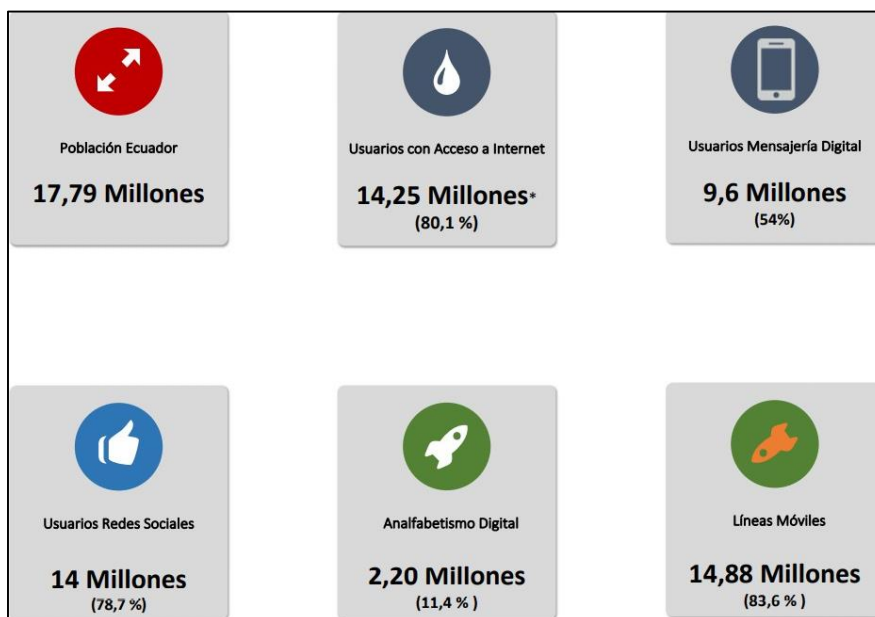 Población Ecuador
17,79 Millones
Usuarios con Acceso a Internet
14,25 Millones*
(80,1 %)
Usuarios Mensajería Digital
9,6 Millones
(54%)
Usuarios Redes Sociales
14 Millones
(78,7 %)
Analfabetismo Digital
2,20 Millones
(11,4 % )
Líneas Móviles
14,88 Millones
(83,6 % )